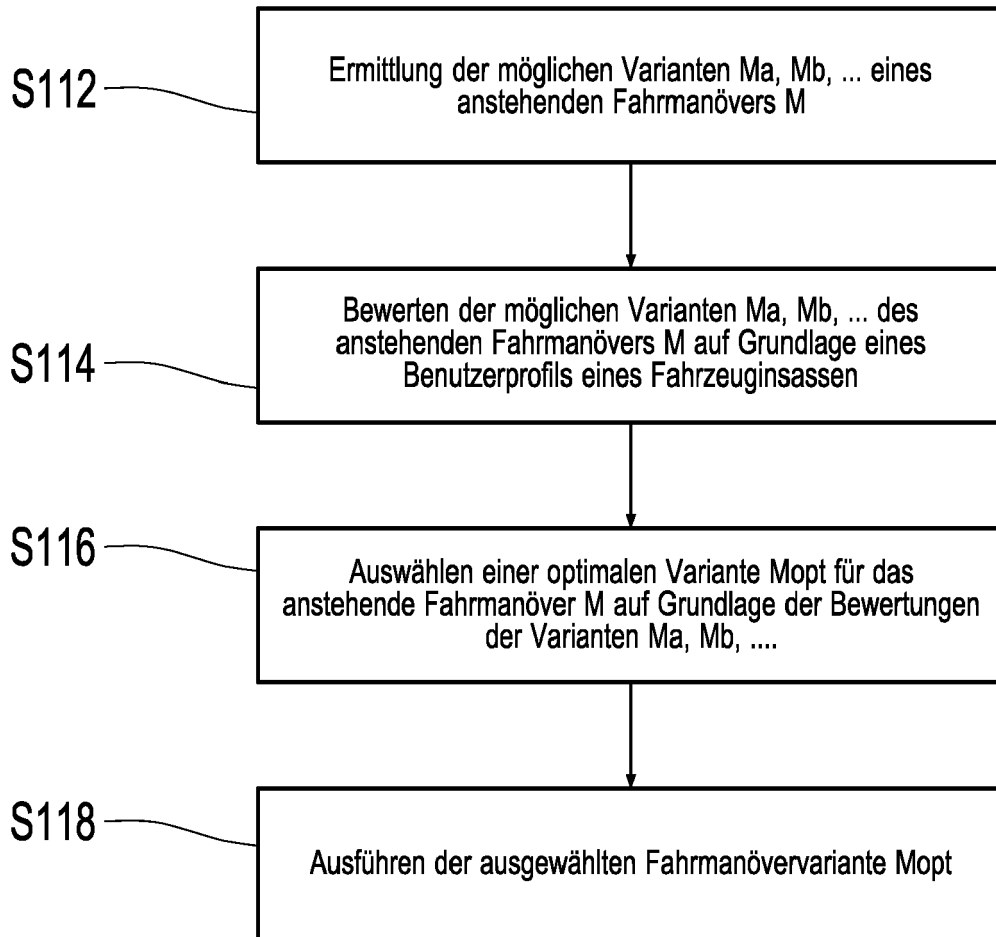 S112
Ermittlung der möglichen Varianten Ma, Mb, ... eines
anstehenden Fahrmanövers M
S114
Bewerten der möglichen Varianten Ma, Mb, ... des
anstehenden Fahrmanövers M auf Grundlage eines
Benutzerprofils eines Fahrzeuginsassen
S116
Auswählen einer optimalen Variante Mopt für das
anstehende Fahrmanöver M auf Grundlage der Bewertungen
der Varianten Ma, Mb, ....
S118
Ausführen der ausgewählten Fahrmanövervariante Mopt